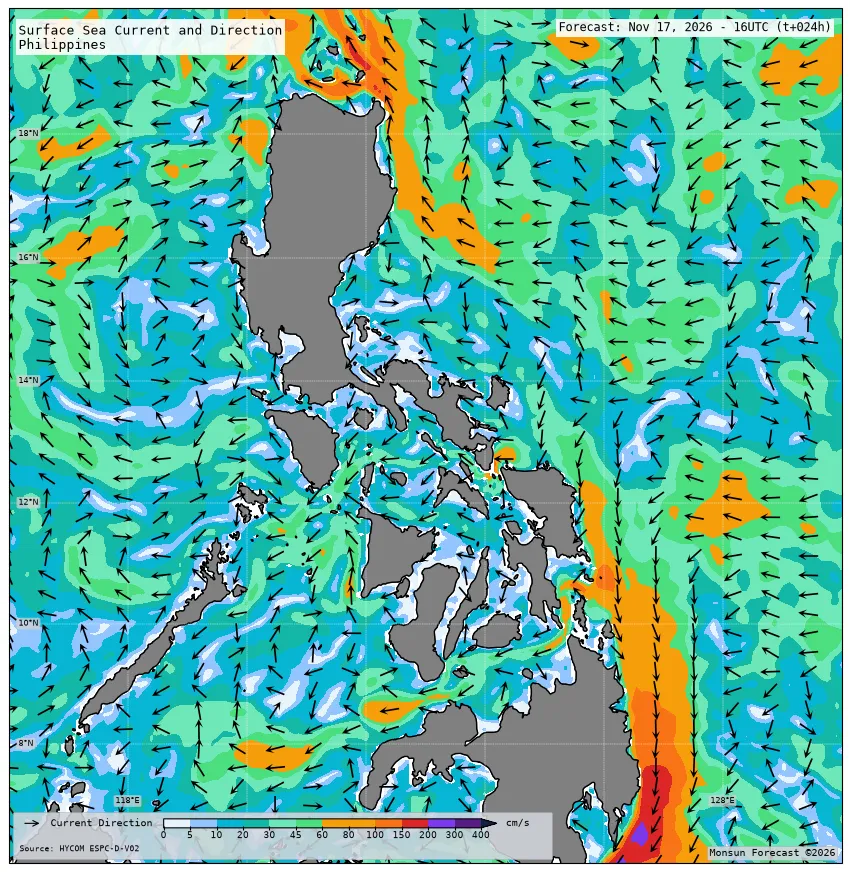 Surface Sea Current and Direction
Philippines
Forecast: Nov 17, 2026 - 16UTC (t+024h)
18°N
16°N
14°N
12°N
10°N
8°N
118°E
128°E
Current Direction
0 5 10 20 30 45 60 80 100 150 200 300 400 cm/s
Source: HYCOM ESPC-D-V02
Monsun Forecast ©2026